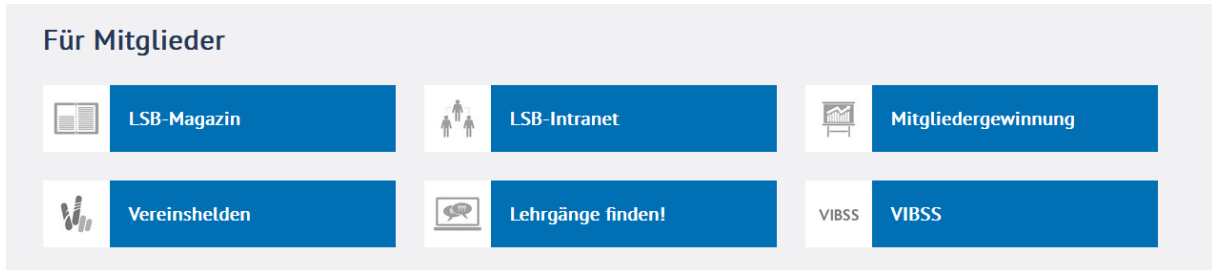 Für Mitglieder
LSB-Magazin
LSB-Intranet
Mitgliedergewinnung
Vereinshelden
Lehrgänge finden!
VIBSS
VIBSS